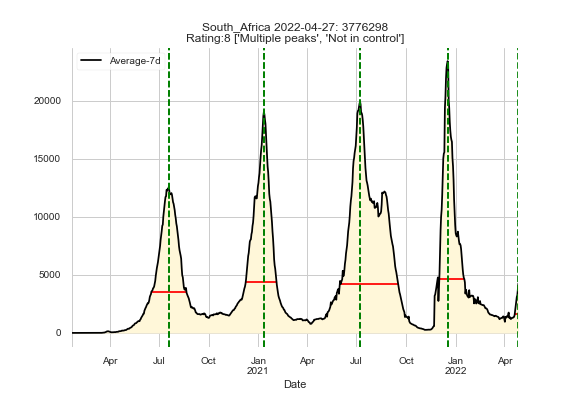 South_Africa 2022-04-27: 3776298
Rating:8 ['Multiple peaks', 'Not in control']
Average-7d
20000
15000
10000
5000
0
Apr Jul Oct Jan Apr Jul Oct Jan Apr
2021 2022
Date